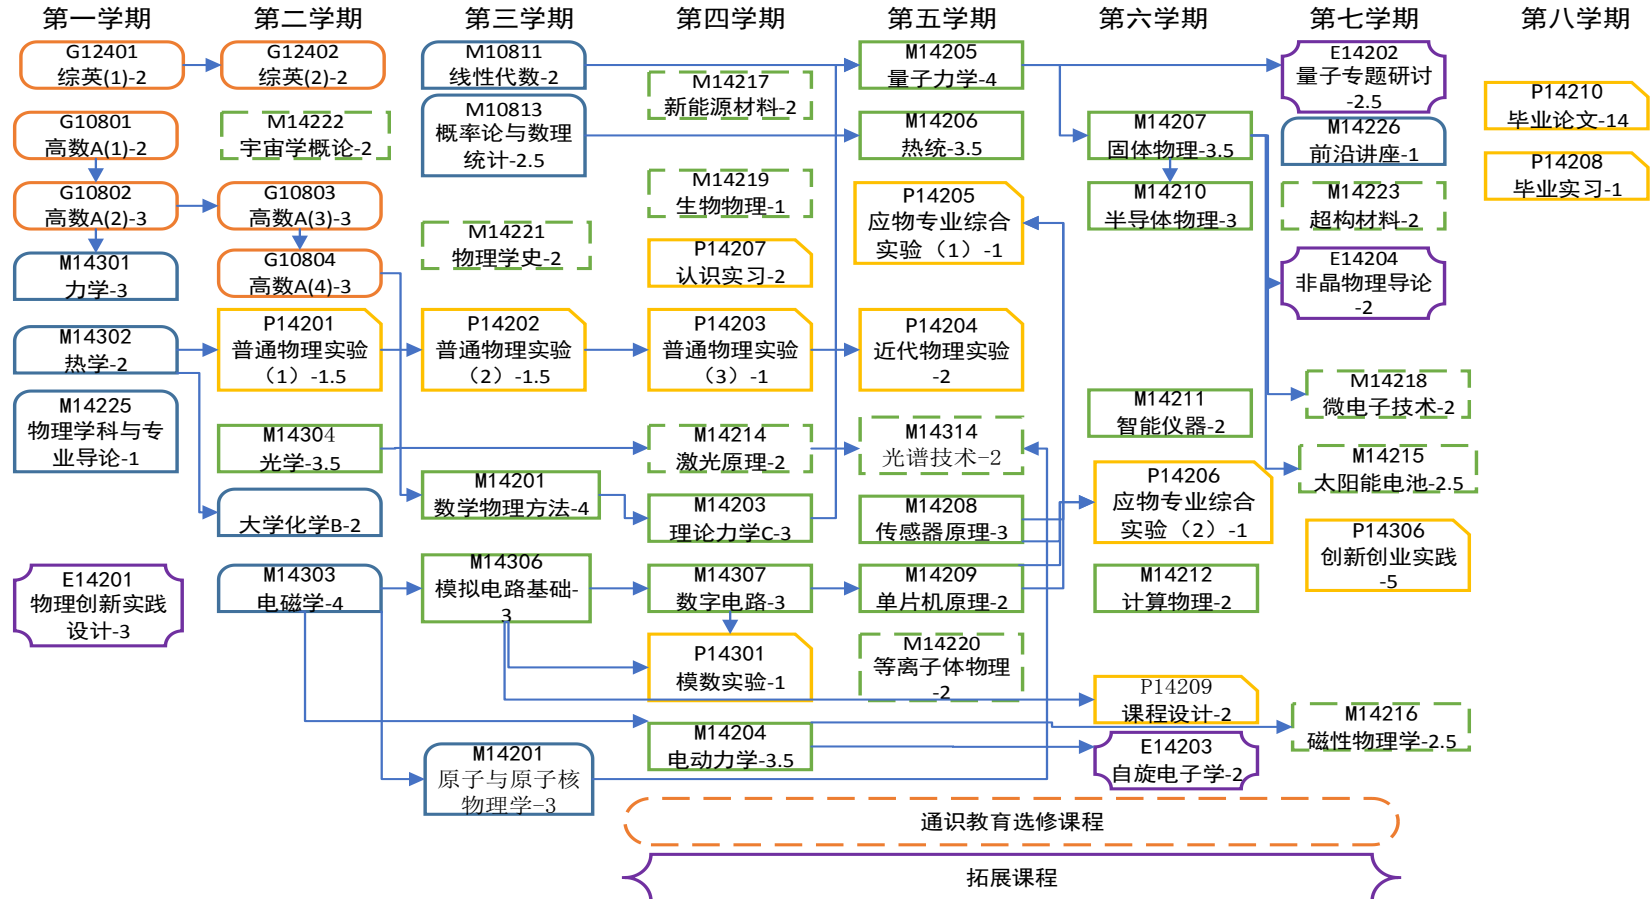 第一学期
第二学期
第三学期
第四学期
第五学期
第六学期
第七学期
第八学期
G12401
综英(1)-2
G10801
高数A(1)-2
G10802
高数A(2)-3
M14301
力学-3
M14302
热学-2
M14225
物理学科与专
业导论-1
E14201
物理创新实践
设计-3
G12402
综英(2)-2
M14222
宇宙学概论-2
G10803
高数A(3)-3
G10804
高数A(4)-3
P14201
普通物理实验
（1）-1.5
M14304
光学-3.5
大学化学B-2
M14303
电磁学-4
M10811
线性代数-2
M10813
概率论与数理
统计-2.5
M14221
物理学史-2
P14202
普通物理实验
（2）-1.5
M14201
数学物理方法-4
M14306
模拟电路基础-
3
M14201
原子与原子核
物理学-3
M14217
新能源材料-2
M14219
生物物理-1
P14207
认识实习-2
P14203
普通物理实验
（3）-1
M14214
激光原理-2
M14203
理论力学C-3
M14307
数字电路-3
P14301
模数实验-1
M14204
电动力学-3.5
M14205
量子力学-4
M14206
热统-3.5
P14205
应物专业综合
实验（1）-1
P14204
近代物理实验
-2
M14314
光谱技术-2
M14208
传感器原理-3
M14209
单片机原理-2
M14220
等离子体物理
-2
M14207
固体物理-3.5
M14210
半导体物理-3
M14211
智能仪器-2
P14206
应物专业综合
实验（2）-1
M14212
计算物理-2
P14209
课程设计-2
E14203
自旋电子学-2
E14202
量子专题研讨
-2.5
M14226
前沿讲座-1
M14223
超构材料-2
E14204
非晶物理导论
-2
M14218
微电子技术-2
M14215
太阳能电池-2.5
P14306
创新创业实践
-5
M14216
磁性物理学-2.5
P14210
毕业论文-14
P14208
毕业实习-1
通识教育选修课程
拓展课程